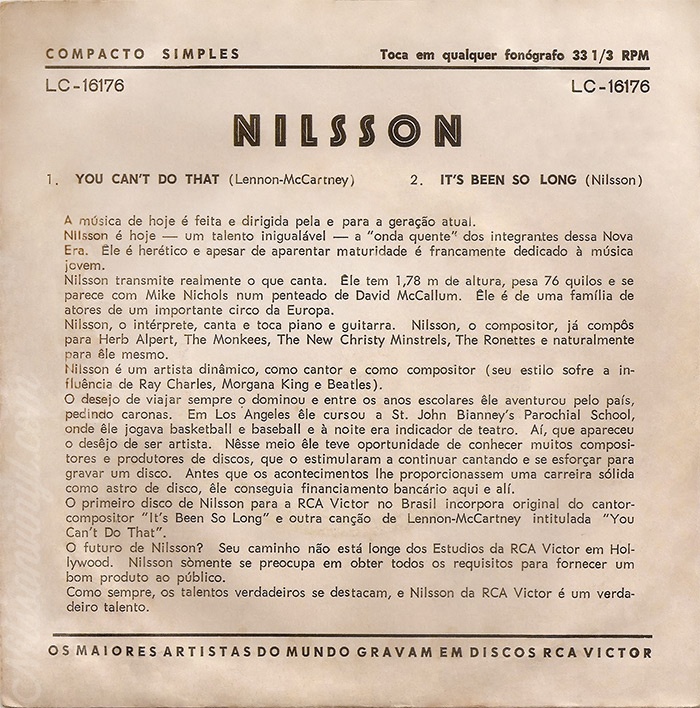 COMPACTO SIMPLES Toca em qualquer fonógrafo 33 1/3 RPM
LC-16176 LC-16176
NILSSON
1. YOU CAN'T DO THAT (Lennon-McCartney) 2. IT'S BEEN SO LONG (Nilsson)
A música de hoje é feita e dirigida pela e para a geração atual.
Nilsson é hoje — um talento inigualável — a "onda quente" dos integrantes dessa Nova
Era. Êle é herético e apesar de aparentar maturidade é francamente dedicado à música
jovem.
Nilsson transmite realmente o que canta. Êle tem 1,78 m de altura, pesa 76 quilos e se
parece com Mike Nichols num penteado de David McCallum. Êle é de uma família de
atores de um importante circo da Europa.
Nilsson, o intérprete, canta e toca piano e guitarra. Nilsson, o compositor, já compôs
para Herb Alpert, The Monkees, The New Christy Minstrels, The Ronettes e naturalmente
para êle mesmo.
Nilsson é um artista dinâmico, como cantor e como compositor (seu estilo sofre a in-
fluência de Ray Charles, Morgana King e Beatles).
O desejo de viajar sempre o dominou e entre os anos escolares êle aventurou pelo país,
pedindo caronas. Em Los Angeles êle cursou a St. John Bianney's Parochial School,
onde êle jogava basketball e baseball e à noite era indicador de teatro. Aí, que apareceu
o desêjo de ser artista. Nêsse meio êle teve oportunidade de conhecer muitos composi-
tores e produtores de discos, que o estimularam a continuar cantando e se esforçar para
gravar um disco. Antes que os acontecimentos lhe proporcionassem uma carreira sólida
como astro de disco, êle conseguia financiamento bancário aqui e alí.
O primeiro disco de Nilsson para a RCA Victor no Brasil incorpora original do cantor-
compositor "It's Been So Long" e outra canção de Lennon-McCartney intitulada "You
Can't Do That".
O futuro de Nilsson? Seu caminho não está longe dos Estudios da RCA Victor em Hol-
lywood. Nilsson sòmente se preocupa em obter todos os requisitos para fornecer um
bom produto ao público.
Como sempre, os talentos verdadeiros se destacam, e Nilsson da RCA Victor é um verda-
deiro talento.
OS MAIORES ARTISTAS DO MUNDO GRAVAM EM DISCOS RCA VICTOR